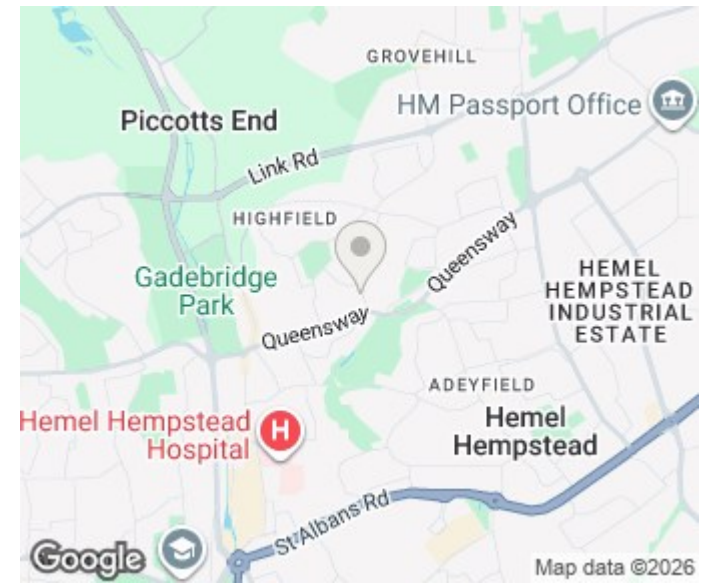 GROVEHILL
HM Passport Office
Piccotts End
Link Rd
HIGHFIELD
Queensway
Gadebridge
Park
HEMEL
HEMPSTEAD
INDUSTRIAL
ESTATE
Queensway
ADEYFIELD
Hemel Hempstead
Hospital
H
Hemel
Hempstead
St Albans Rd
Google
Map data ©2026